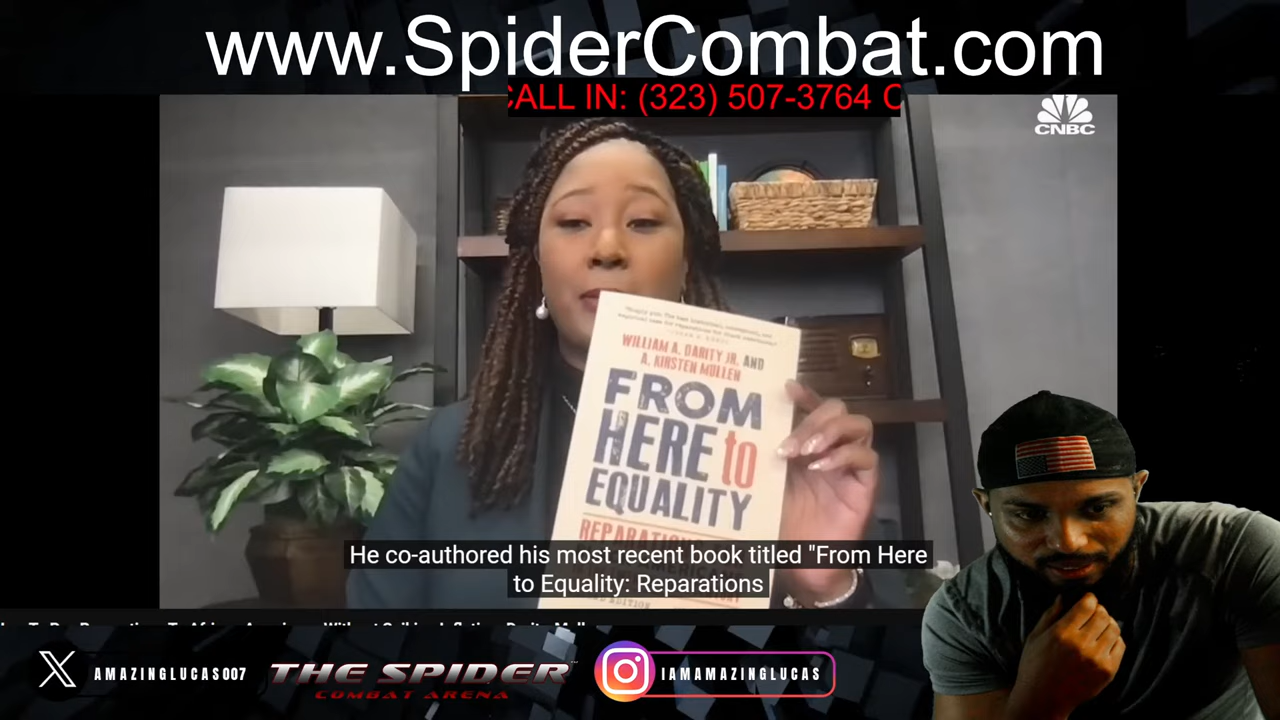 www.SpiderCombat.com
CALL IN: (323) 507-3764 C
CNBC
WILLIAM A. DARITY JR. AND
A. KIRSTEN MULLEN
FROM
HERE to
EQUALITY
REPARATIONS
He co-authored his most recent book titled "From Here
to Equality: Reparations
EDITION
AMAZINGLUCAS007
THE SPIDER
COMBAT ARENA
IAMAMAZINGLUCAS